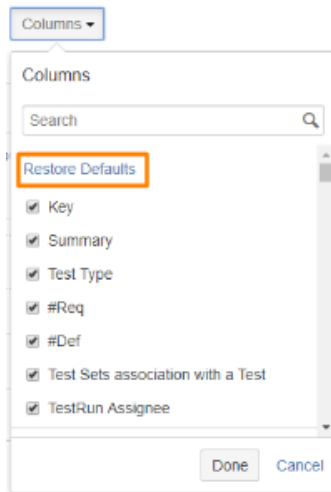 Columns
Columns
Search
Restore Defaults
Key
Summary
Test Type
#Req
#Def
Test Sets association with a Test
TestRun Assignee
Done Cancel